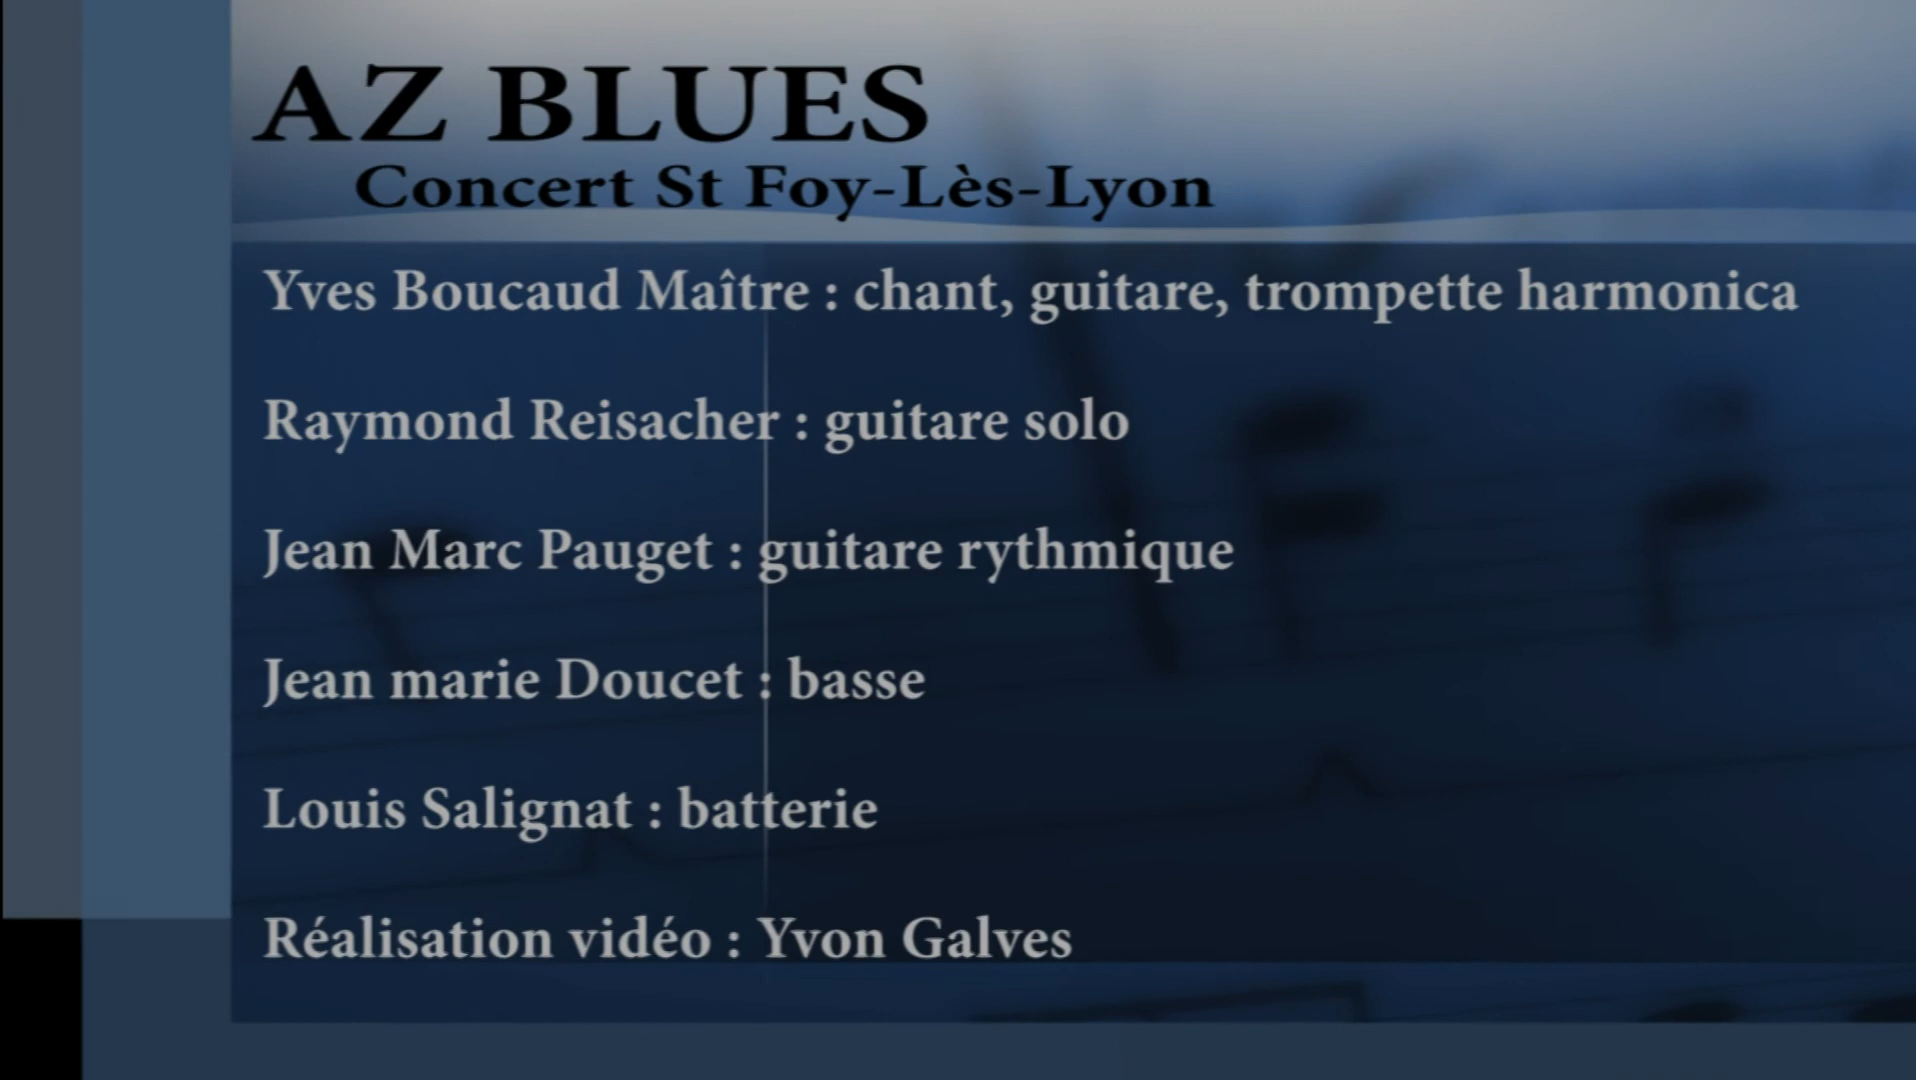 AZ BLUES
Concert St Foy-Lès-Lyon
Yves Boucaud Maître : chant, guitare, trompette harmonica
Raymond Reisacher : guitare solo
Jean Marc Pauget : guitare rythmique
Jean marie Doucet : basse
Louis Salignat : batterie
Réalisation vidéo : Yvon Galves